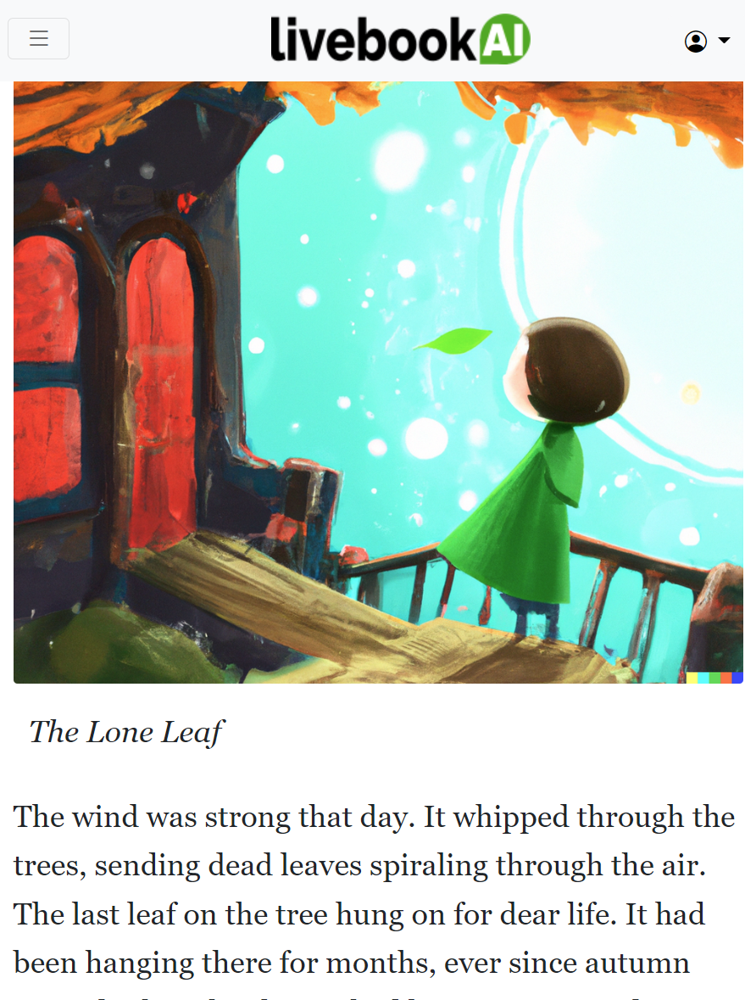 livebookAI
The Lone Leaf
The wind was strong that day. It whipped through the
trees, sending dead leaves spiraling through the air.
The last leaf on the tree hung on for dear life. It had
been hanging there for months, ever since autumn